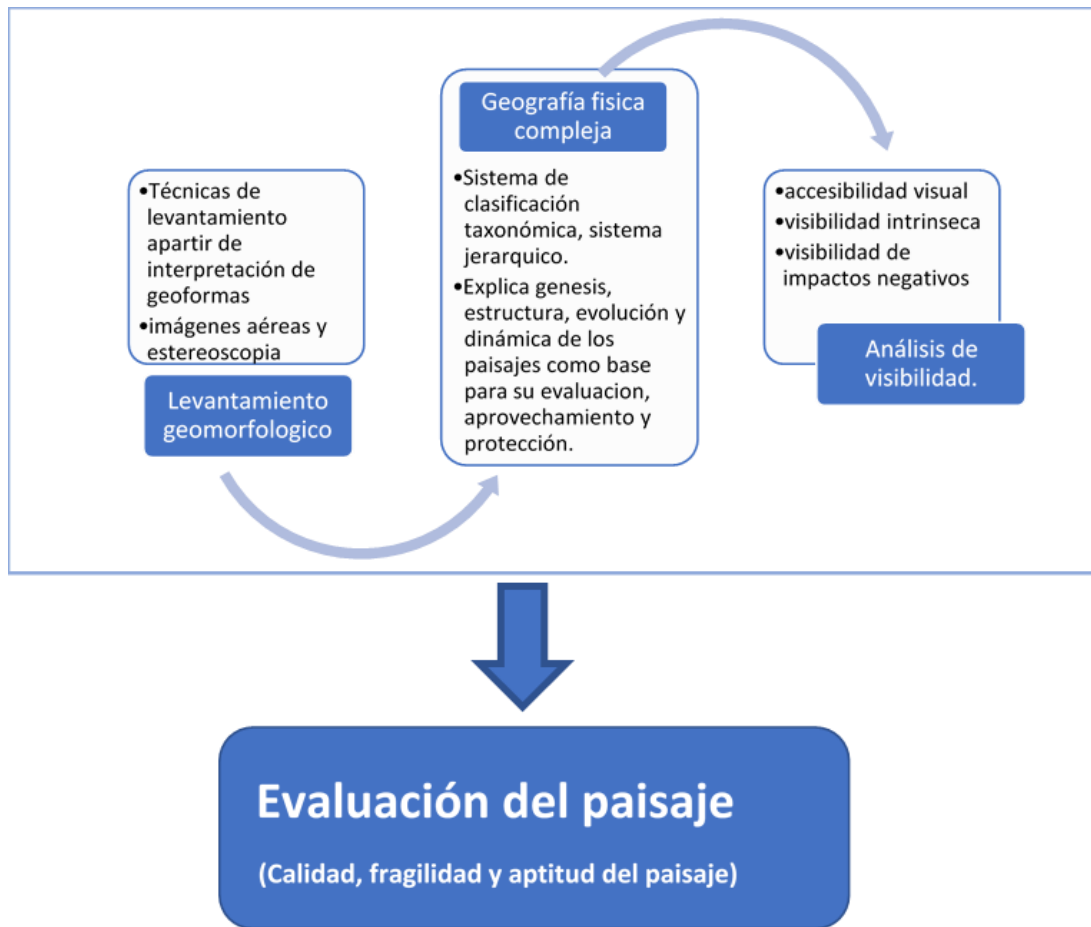 •Técnicas de
levantamiento
apartir de
interpretación de
geoformas
•imágenes aéreas y
estereoscopia
Levantamiento
geomorfologico
Geografía fisica
compleja
•Sistema de
clasificación
taxonómica, sistema
jerarquico.
•Explica genesis,
estructura, evolución y
dinámica de los
paisajes como base
para su evaluacion,
aprovechamiento y
protección.
•accesibilidad visual
•visibilidad intrinseca
•visibilidad de
impactos negativos
Análisis de
visibilidad.
Evaluación del paisaje
(Calidad, fragilidad y aptitud del paisaje)